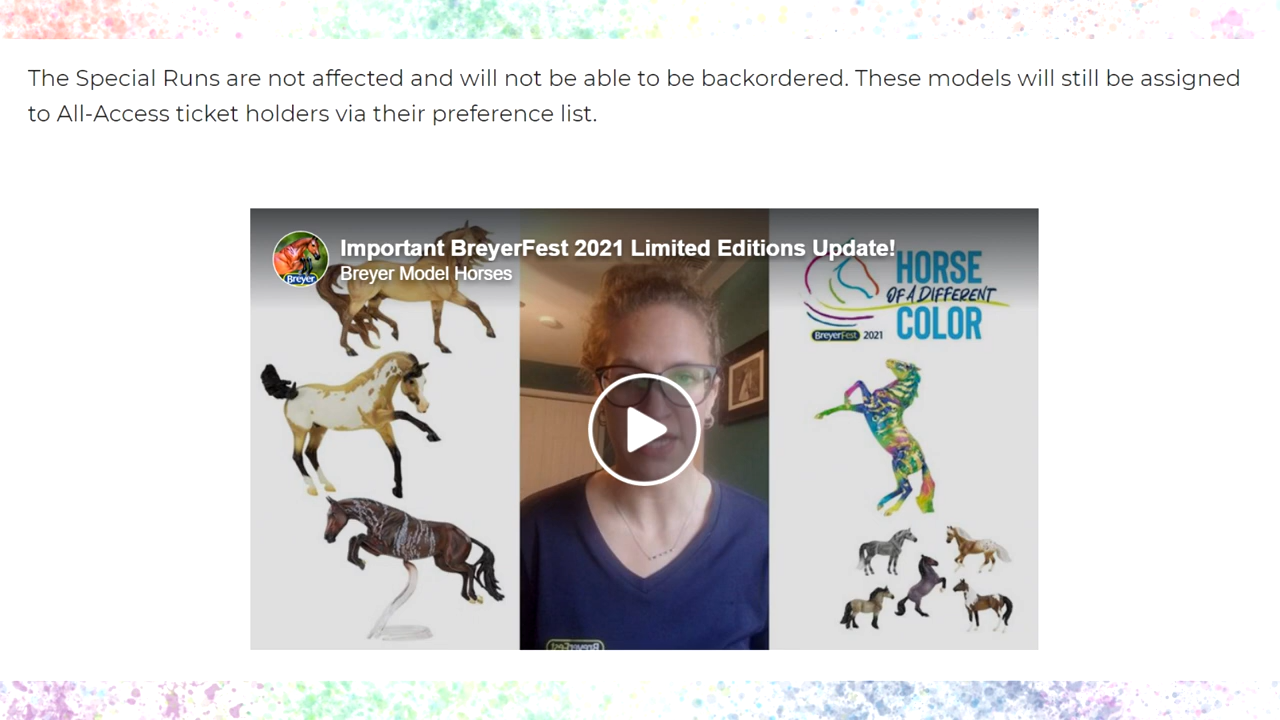 The Special Runs are not affected and will not be able to be backordered. These models will still be assigned
to All-Access ticket holders via their preference list.
Important BreyerFest 2021 Limited Editions Update!
Breyer Model Horses
Breyer
HORSE
OF A DIFFERENT
COLOR
BreyerFest 2021
BreyerFest